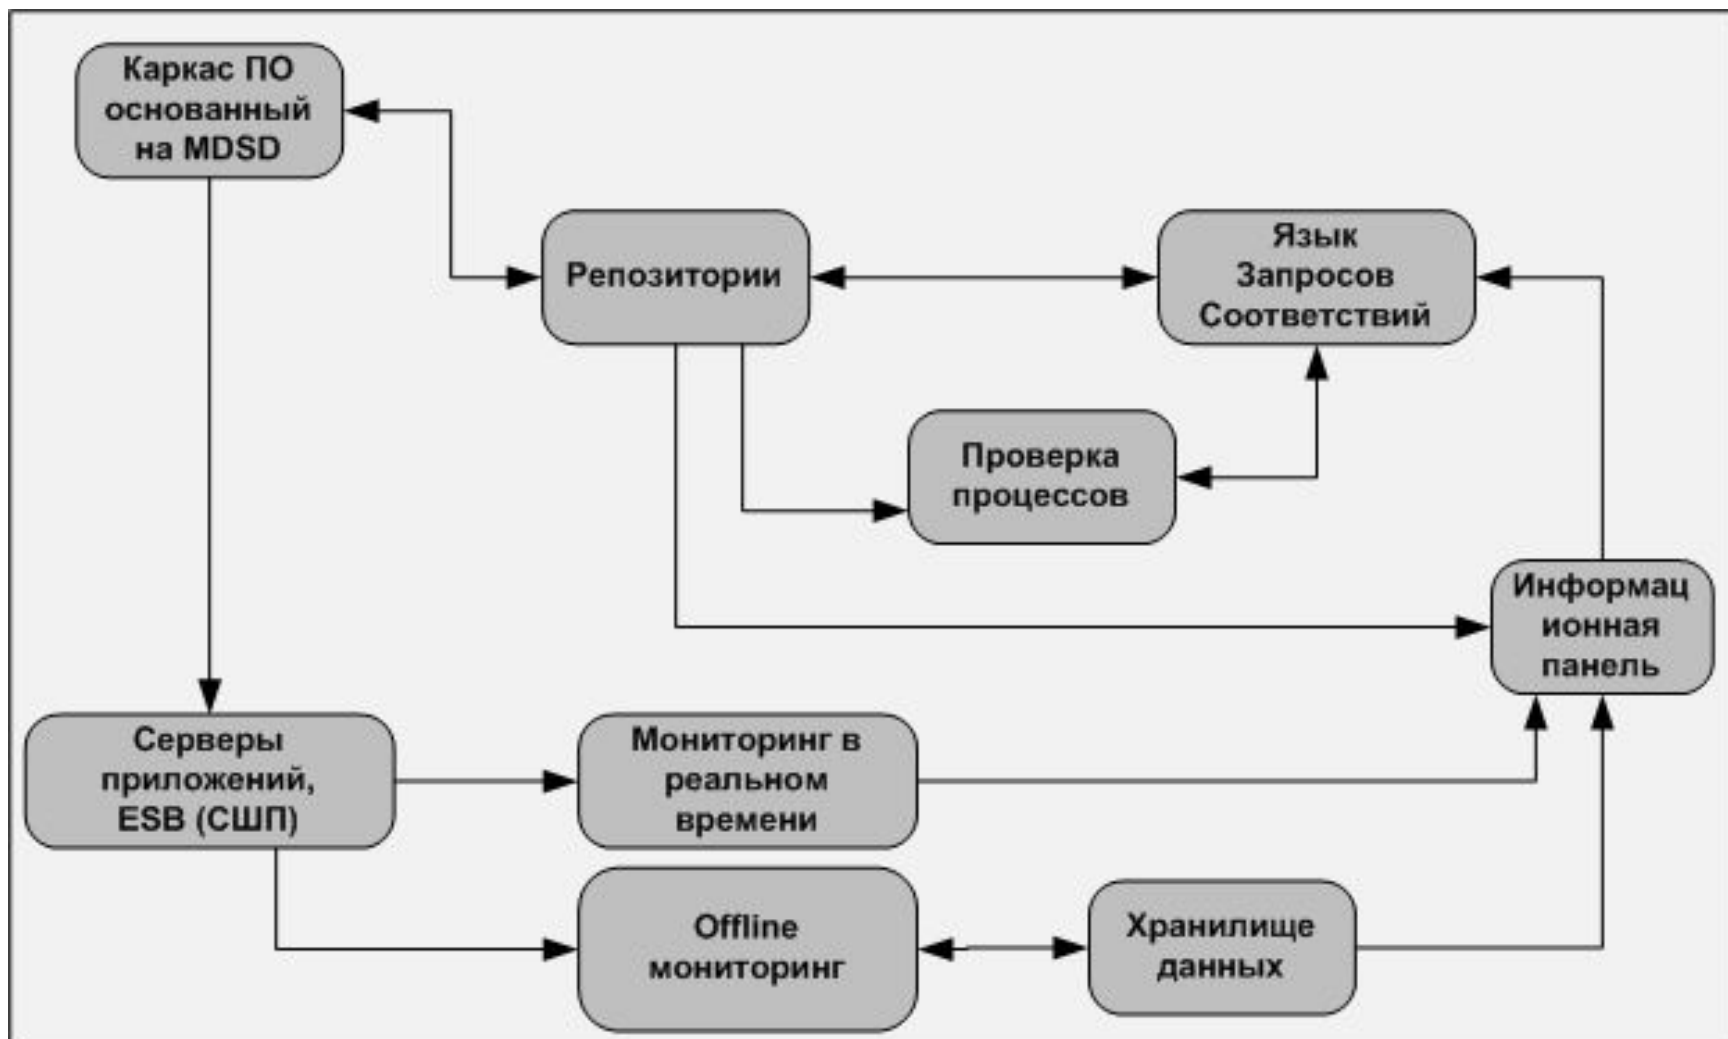 Каркас ПО
основанный
на MDSD
Репозитории
Язык
Запросов
Соответствий
Проверка
процессов
Информац
ионная
панель
Серверы
приложений,
ESB (СШП)
Мониторинг в
реальном
времени
Offline
мониторинг
Хранилище
данных